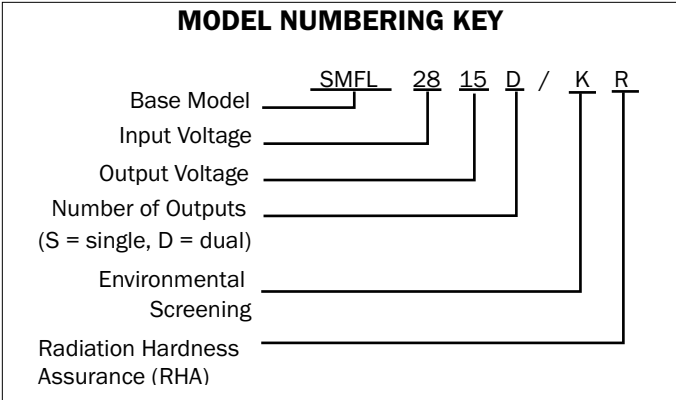 MODEL NUMBERING KEY
SMFL 28 15 D / K R
Base Model
Input Voltage
Output Voltage
Number of Outputs
(S = single, D = dual)
Environmental
Screening
Radiation Hardness
Assurance (RHA)